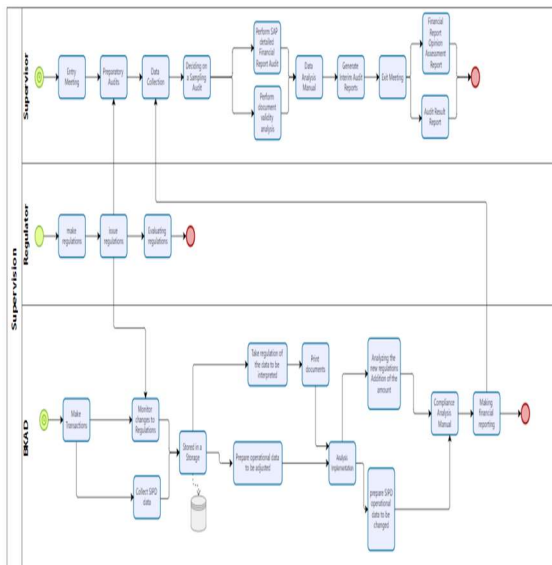 Supervision
Supervisor
Entry
Meeting
Preparatory
Audits
Data
Collection
Deciding on
a Sampling
Audit
Perform SAP
detailed
Financial
Report Audit
Perform
document
validity
analysis
Data
Analysis
Manual
Generate
Interim Audit
Reports
Exit Meeting
Financial
Report
Opinion
Assessment
Report
Audit Result
Report
Regulator
make
regulations
issue
regulations
Evaluating
regulations
BKAD
Make
Transactions
Monitor
changes to
Regulations
Collect SIPD
data
Stored in a
Storage
Take regulation of
the data to be
interpreted
Print
documents
Prepare operational data
to be adjusted
Analysis
implementation
Analyzing the
new regulations
Addition of the
amount
prepare SIPD
operational
data to be
changed
Compliance
Analysis
Manual
Making
financial
reporting